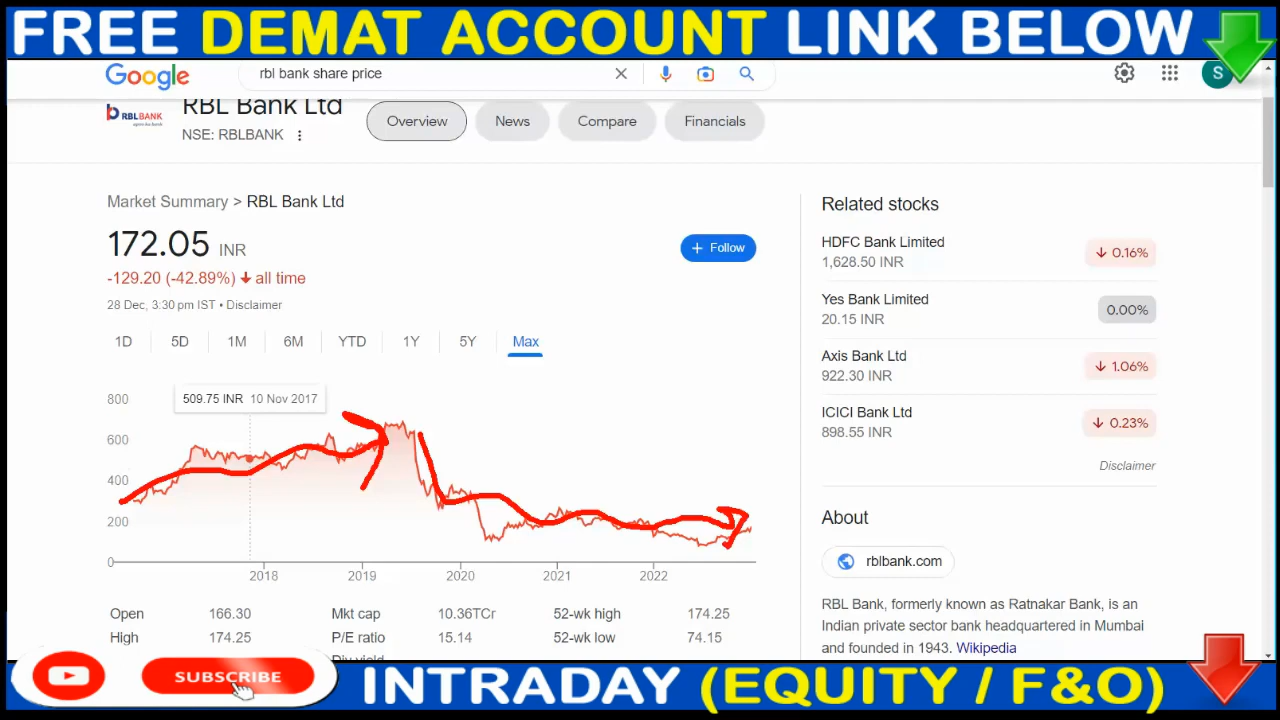 FREE DEMAT ACCOUNT LINK BELOW
Google
rbl bank share price
S
RBLBANK
RBL Bank Ltd
NSE: RBLBANK
Overview
News
Compare
Financials
Market Summary > RBL Bank Ltd
172.05 INR
-129.20 (-42.89%) all time
28 Dec, 3:30 pm IST • Disclaimer
+ Follow
1D 5D 1M 6M YTD 1Y 5Y Max
509.75 INR 10 Nov 2017
800
600
400
200
0
2018 2019 2020 2021 2022
Open 166.30 Mkt cap 10.36TCr 52-wk high 174.25
High 174.25 P/E ratio 15.14 52-wk low 74.15
Related stocks
HDFC Bank Limited
1,628.50 INR
0.16%
Yes Bank Limited
20.15 INR
0.00%
Axis Bank Ltd
922.30 INR
1.06%
ICICI Bank Ltd
898.55 INR
0.23%
Disclaimer
About
rblbank.com
RBL Bank, formerly known as Ratnakar Bank, is an
Indian private sector bank headquartered in Mumbai
and founded in 1943. Wikipedia
SUBSCRIBE
INTRADAY (EQUITY / F&O)